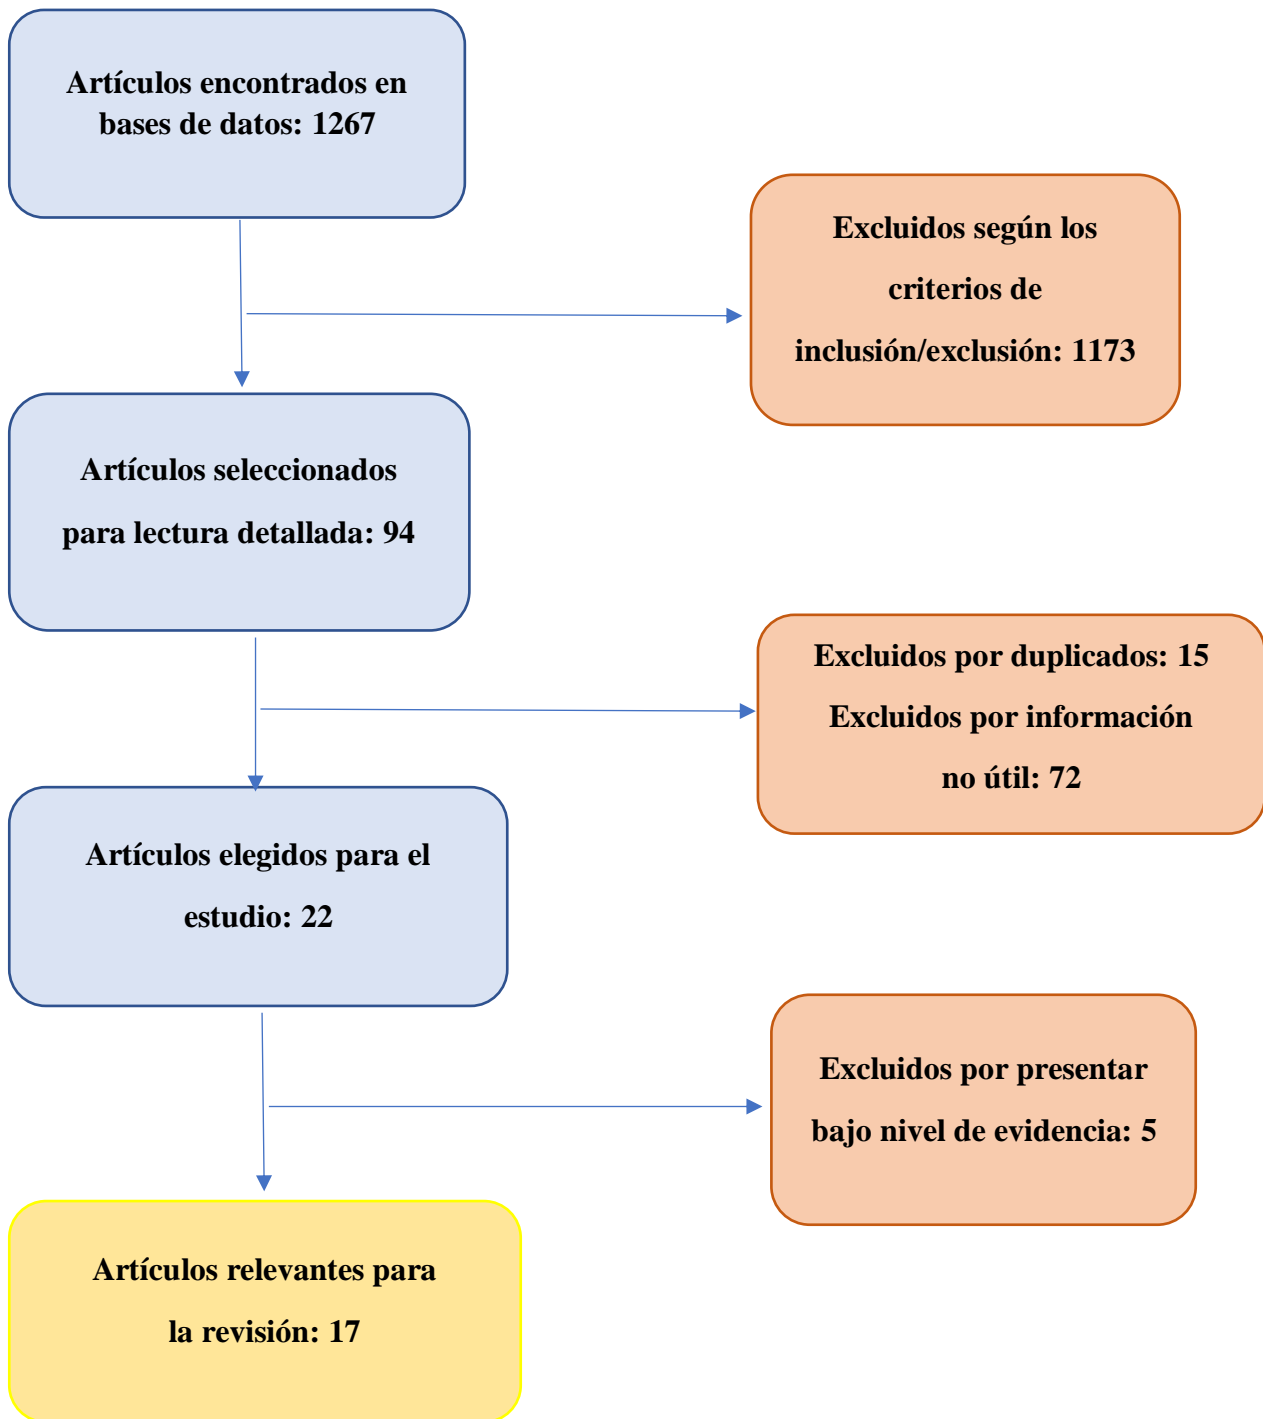 Artículos encontrados en
bases de datos: 1267
Excluidos según los
criterios de
inclusión/exclusión: 1173
Artículos seleccionados
para lectura detallada: 94
Excluidos por duplicados: 15
Excluidos por información
no útil: 72
Artículos elegidos para el
estudio: 22
Excluidos por presentar
bajo nivel de evidencia: 5
Artículos relevantes para
la revisión: 17